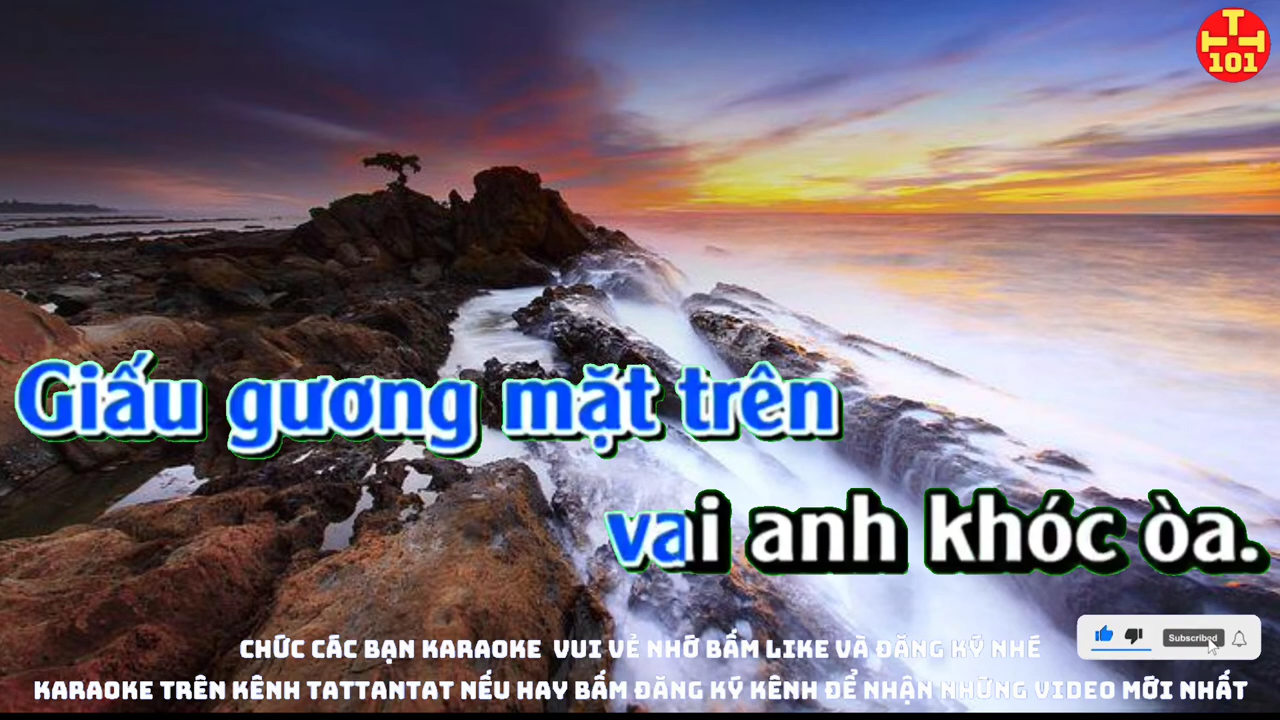 T
TH
101
Giấu gương mặt trên
vai anh khóc òa.
CHỨC CÁC BẠN KARAOKE VUI VẺ NHỚ BẤM LIKE VÀ ĐĂNG KÝ NHÉ
Subscribed
KARAOKE TRÊN KÊNH TATTANTAT NẾU HAY BẤM ĐĂNG KÝ KÊNH ĐỂ NHẬN NHỮNG VIDEO MỚI NHẤT